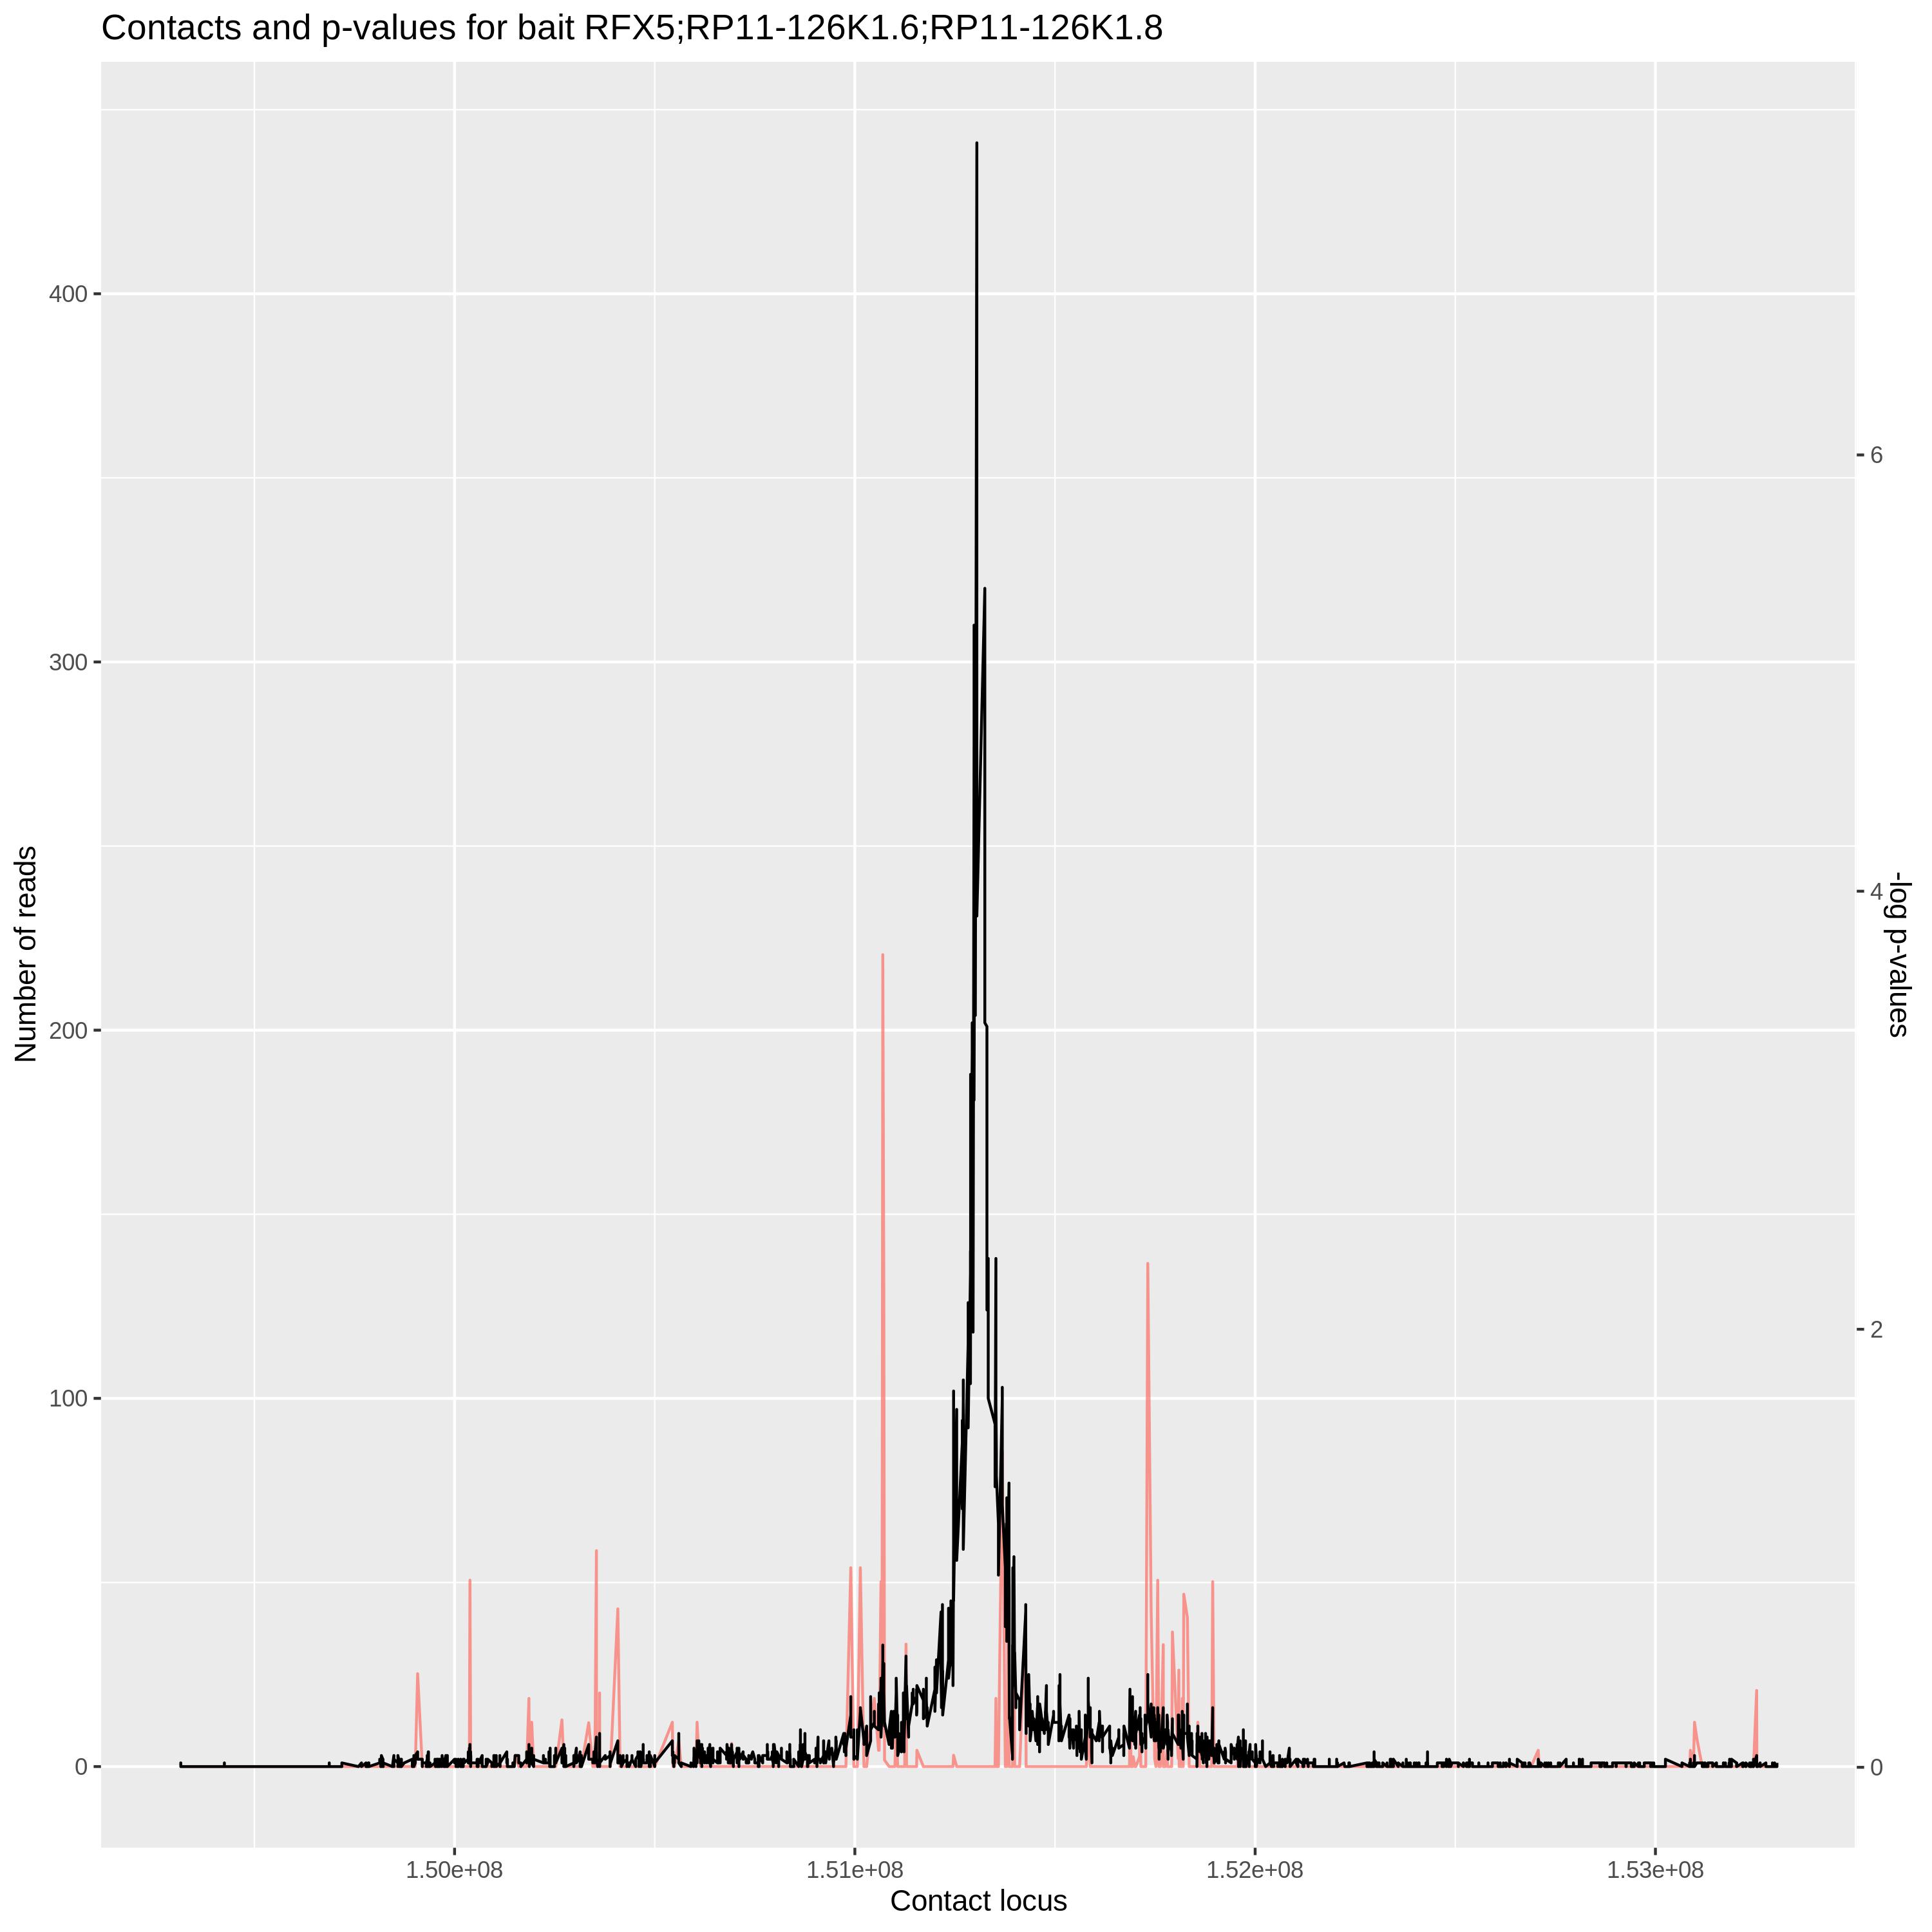 Contacts and p-values for bait RFX5;RP11-126K1.6;RP11-126K1.8
Number of reads
400
300
200
100
0
6
4
2
0
-log p-values
1.50e+08
1.51e+08
1.52e+08
1.53e+08
Contact locus